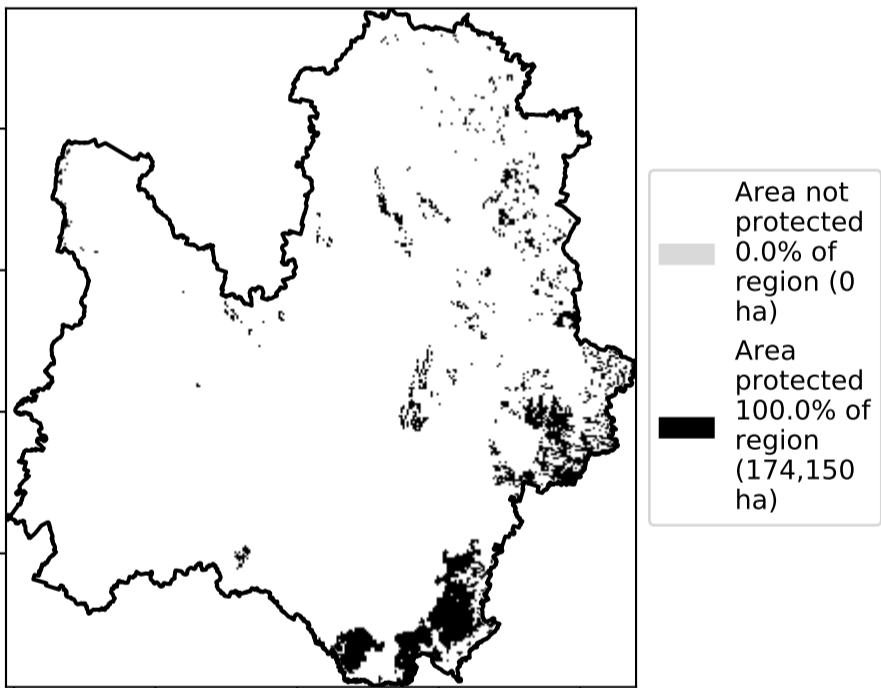 Area not
protected
0.0% of
region (0
ha)
Area
protected
100.0% of
region
(174,150
ha)